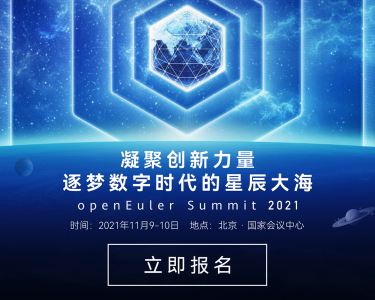 凝聚创新力量
逐梦数字时代的星辰大海
openEuler Summit 2021
时间：2021年11月9-10日 地点：北京·国家会议中心
立即报名